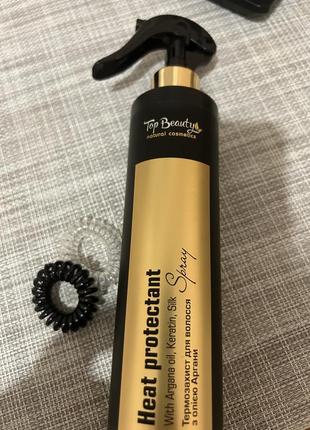 Top Beauty
natural cosmetics
Heat protectant
With Argana oil, Keratin, Silk
Spray
Термозахист для волосся
з олією Аргани